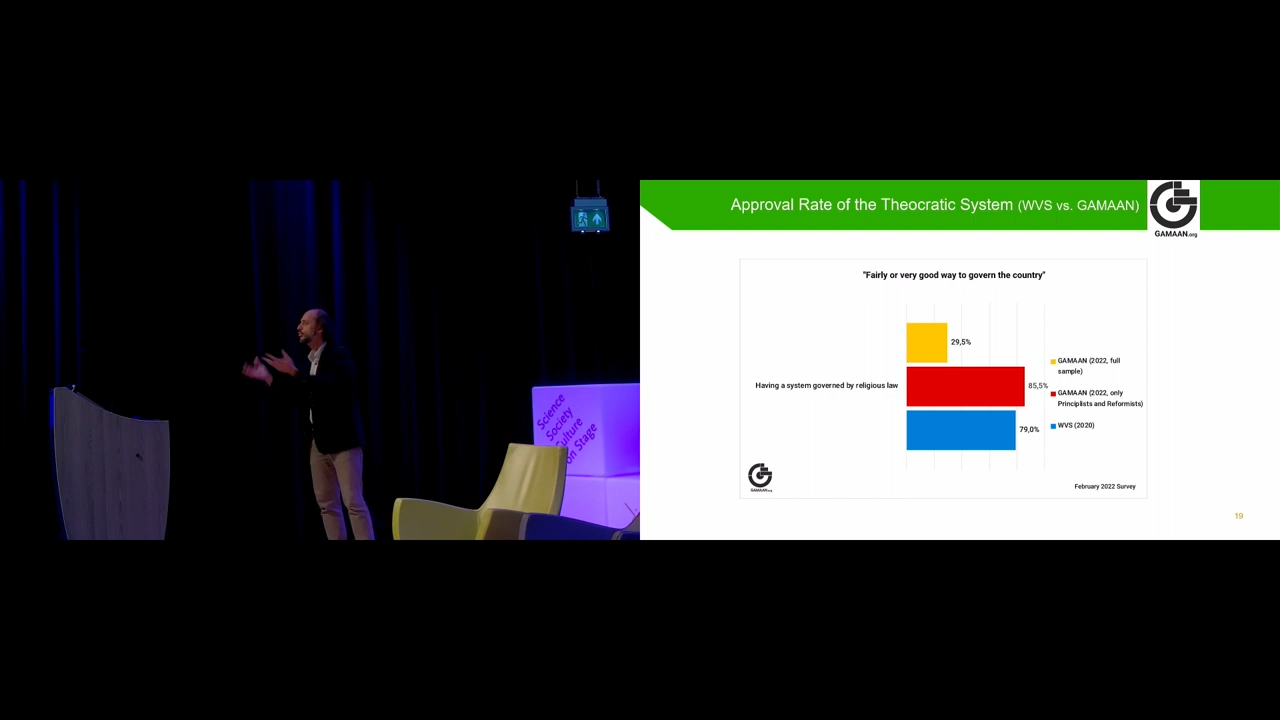 Science
Society
Culture
on Stage
Approval Rate of the Theocratic System (WVS vs. GAMAAN)
GAMAAN.org
"Fairly or very good way to govern the country"
29,5%
Having a system governed by religious law
85,5%
79,0%
GAMAAN (2022, full
sample)
GAMAAN (2022, only
Principlists and Reformists)
WVS (2020)
GAMAAN.org
February 2022 Survey
19